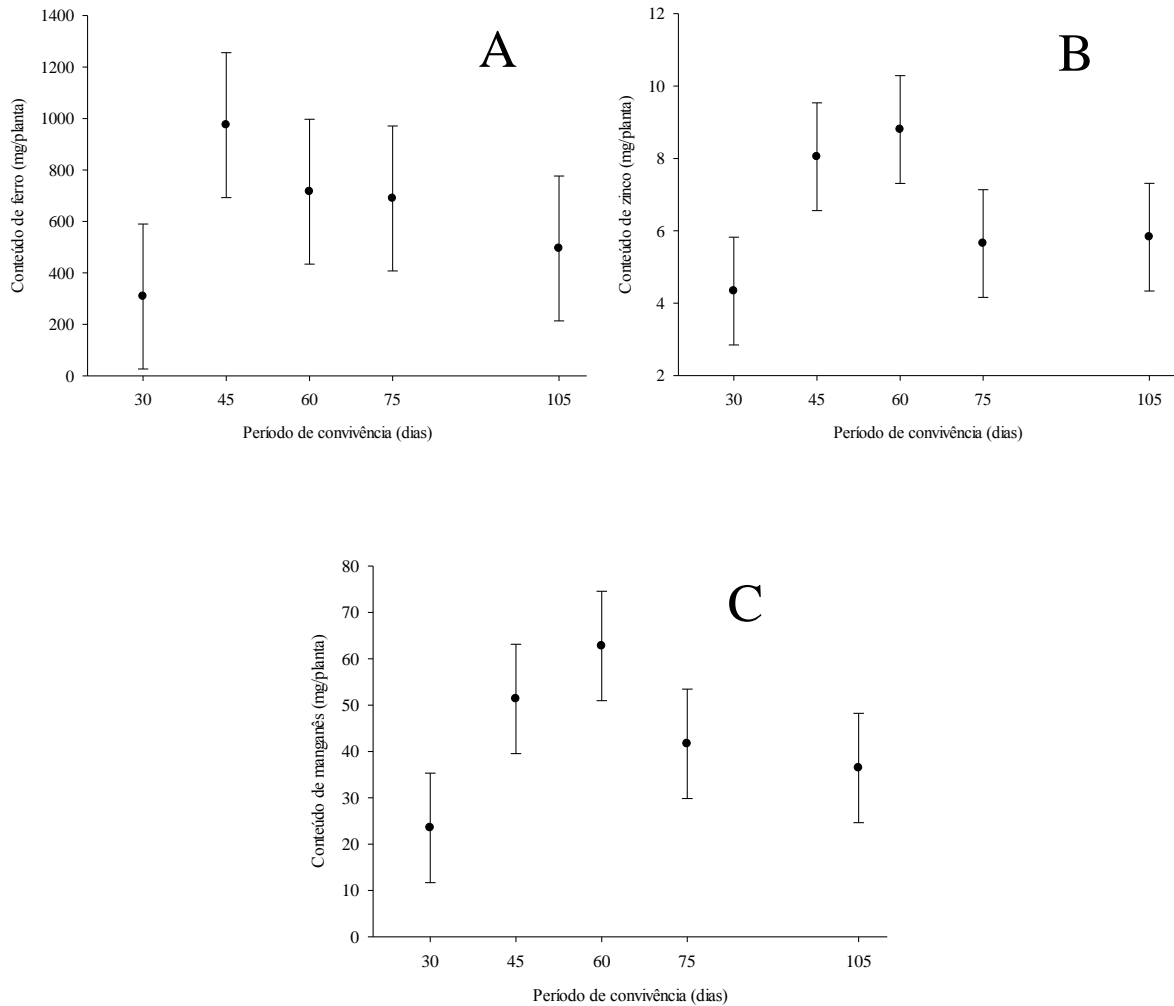 A
Conteúdo de ferro (mg/planta)
1400
1200
1000
800
600
400
200
0
30 45 60 75 105
Período de convivência (dias)
B
Conteúdo de zinco (mg/planta)
12
10
8
6
4
2
30 45 60 75 105
Período de convivência (dias)
C
Conteúdo de manganês (mg/planta)
80
70
60
50
40
30
20
10
0
30 45 60 75 105
Período de convivência (dias)